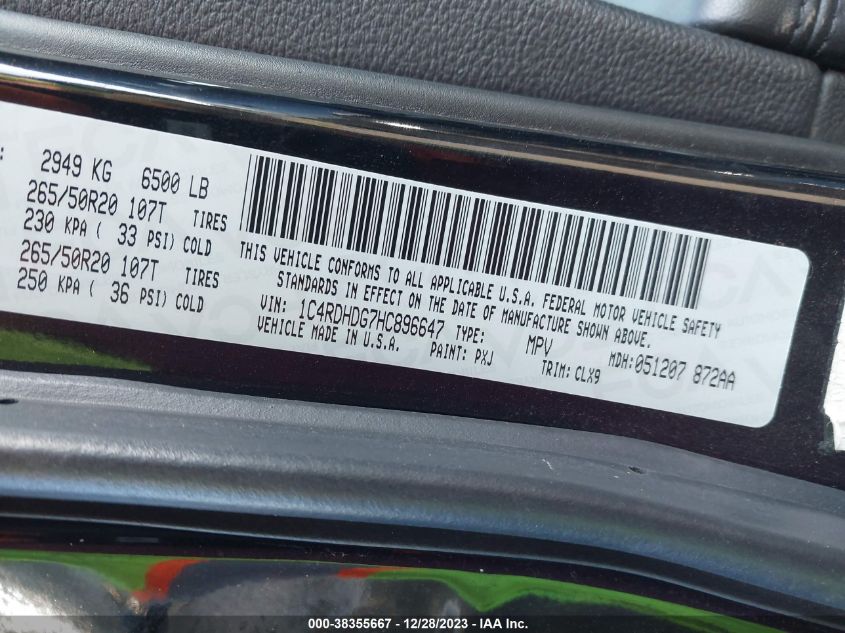 : 2949 KG 6500 LB
265/50R20 107T TIRES
230 KPA ( 33 PSI) COLD
265/50R20 107T TIRES
250 KPA ( 36 PSI) COLD
THIS VEHICLE CONFORMS TO ALL APPLICABLE U.S.A. FEDERAL MOTOR VEHICLE SAFETY
STANDARDS IN EFFECT ON THE DATE OF MANUFACTURE SHOWN ABOVE.
VIN: 1C4RDHDG7HC896647 TYPE: MPV MDH:051207 872AA
VEHICLE MADE IN U.S.A. PAINT: PXJ TRIM: CLX9
000-38355667 - 12/28/2023 - IAA Inc.